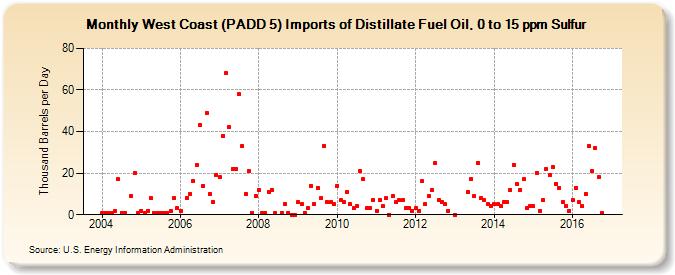 Monthly West Coast (PADD 5) Imports of Distillate Fuel Oil, 0 to 15 ppm Sulfur
Thousand Barrels per Day
80
60
40
20
0
2004 2006 2008 2010 2012 2014 2016
Source: U.S. Energy Information Administration